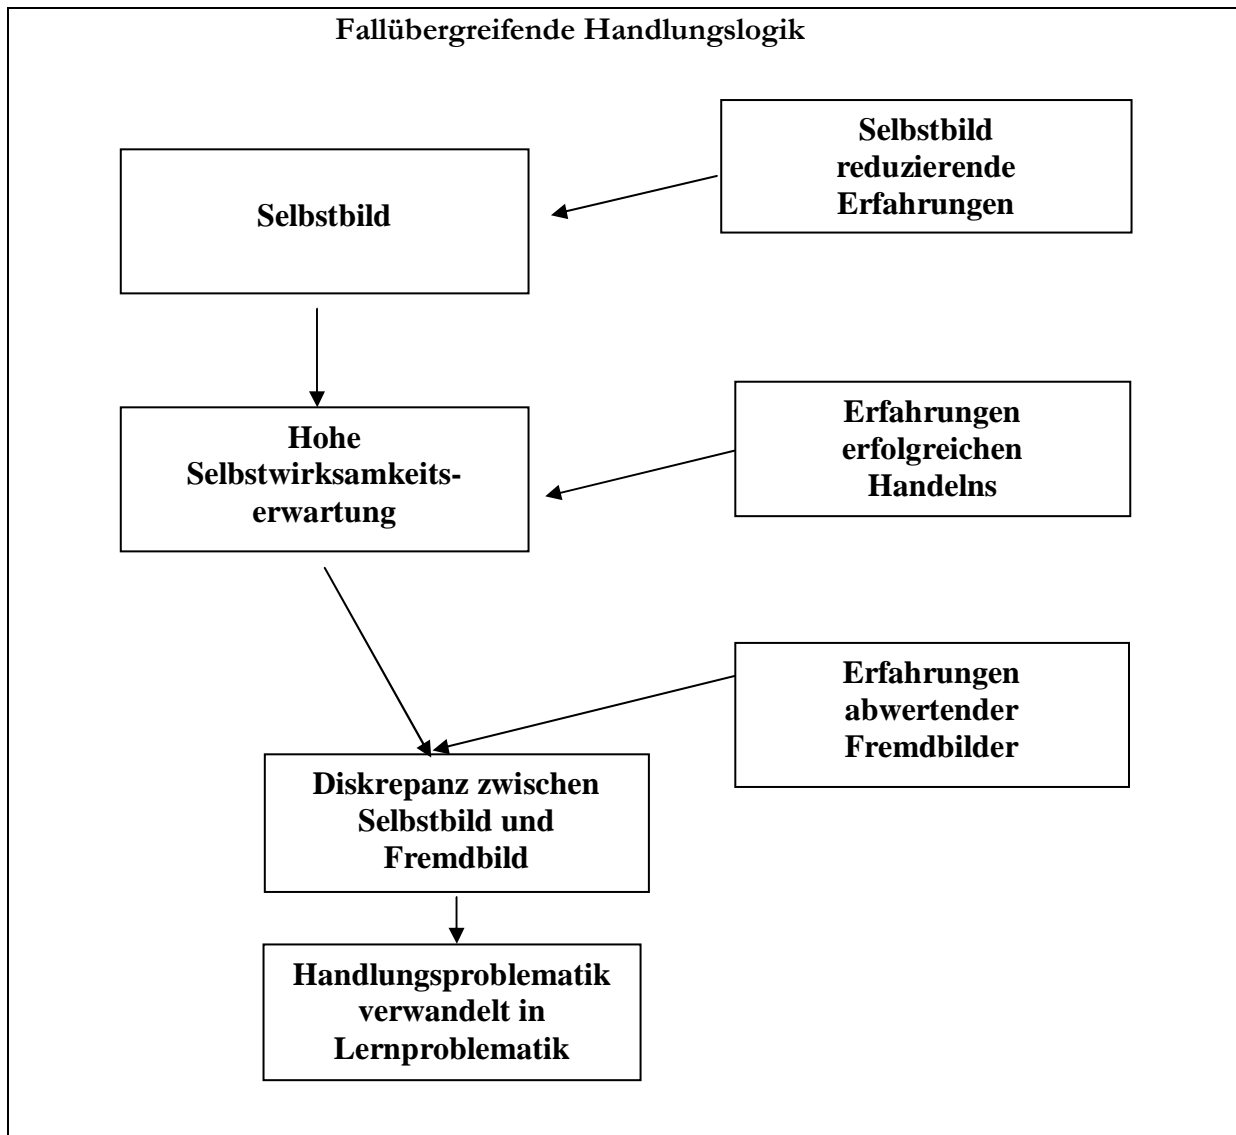 Fallübergreifende Handlungslogik
Selbstbild
reduzierende
Erfahrungen
Selbstbild
Erfahrungen
erfolgreichen
Handelns
Hohe
Selbstwirksamkeits-
erwartung
Erfahrungen
abwertender
Fremdbilder
Diskrepanz zwischen
Selbstbild und
Fremdbild
Handlungsproblematik
verwandelt in
Lernproblematik